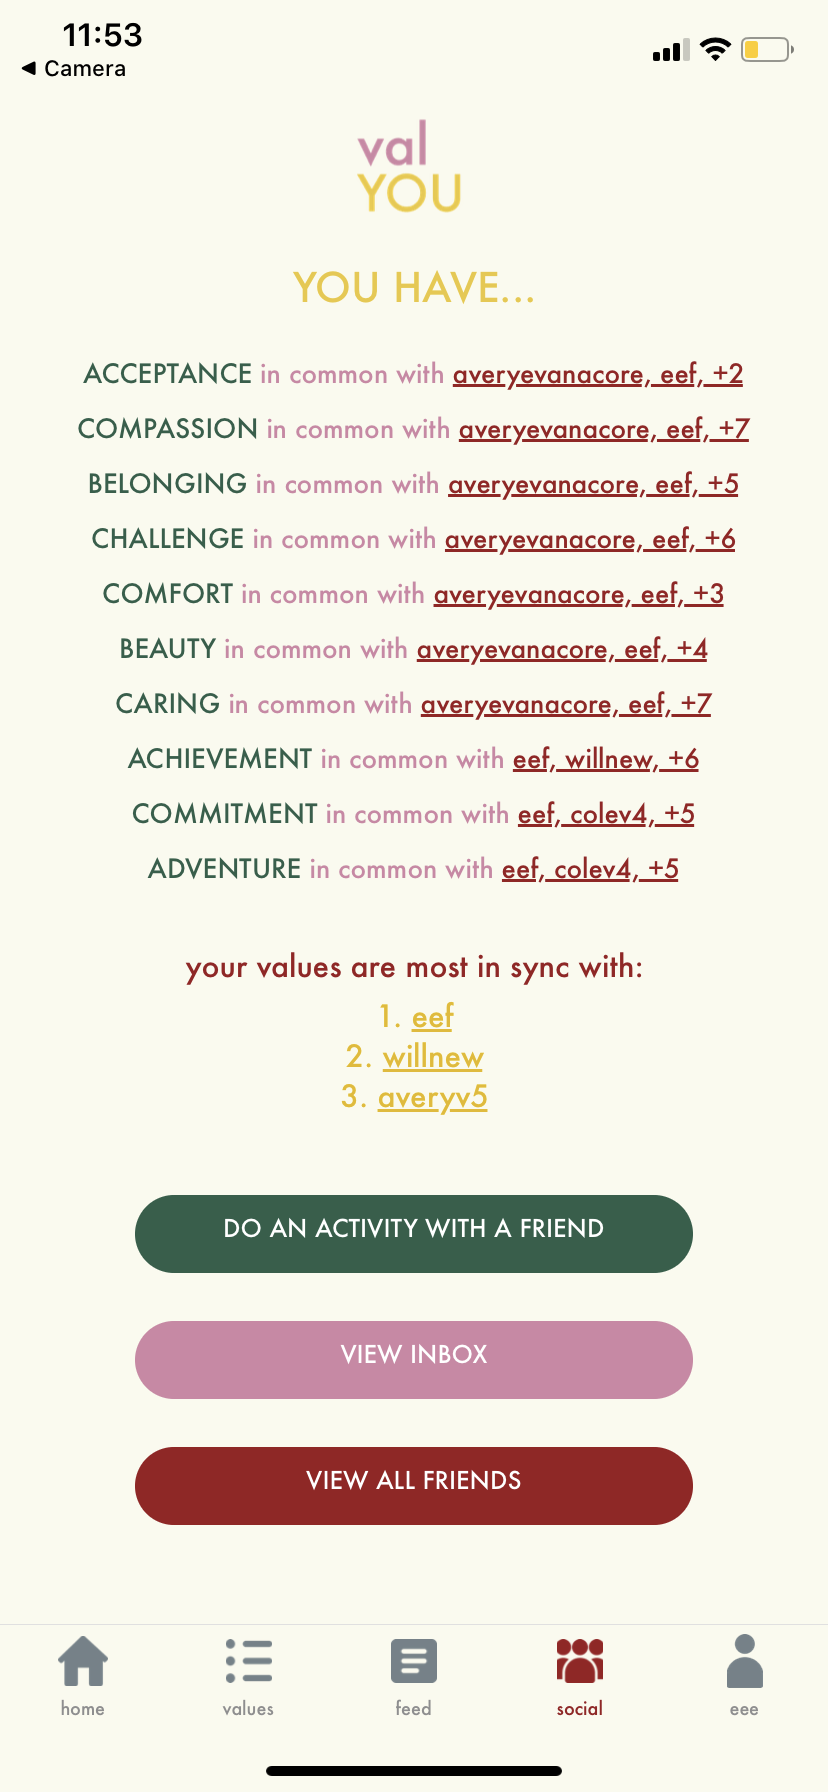 11:53
◀ Camera
val
YOU
YOU HAVE...
ACCEPTANCE in common with averyevanacore, eef, +2
COMPASSION in common with averyevanacore, eef, +7
BELONGING in common with averyevanacore, eef, +5
CHALLENGE in common with averyevanacore, eef, +6
COMFORT in common with averyevanacore, eef, +3
BEAUTY in common with averyevanacore, eef, +4
CARING in common with averyevanacore, eef, +7
ACHIEVEMENT in common with eef, willnew, +6
COMMITMENT in common with eef, colev4, +5
ADVENTURE in common with eef, colev4, +5
your values are most in sync with:
1. eef
2. willnew
3. averyv5
DO AN ACTIVITY WITH A FRIEND
VIEW INBOX
VIEW ALL FRIENDS
home values feed social eee